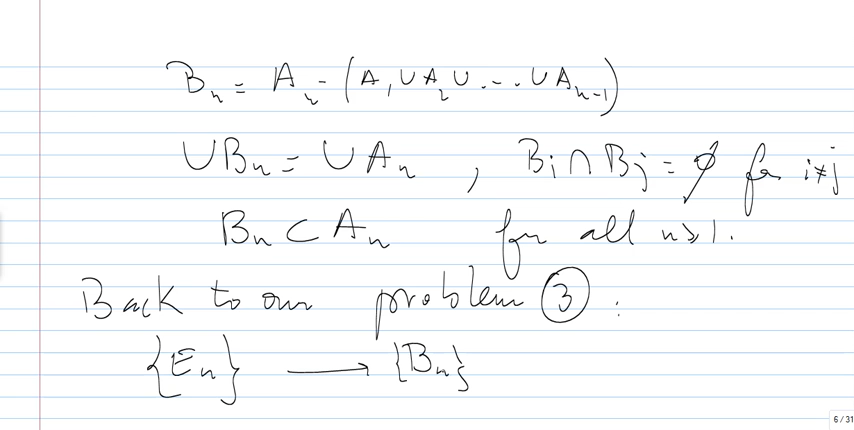 Bₙ = Aₙ - (A₁ ∪ A₂ ∪ ... ∪ Aₙ₋₁)
∪Bₙ = ∪Aₙ , Bᵢ ∩ Bⱼ = ∅ for i≠j
Bₙ ⊂ Aₙ for all n ≥ 1.
Back to our problem ③ :
{Eₙ} ⟶ {Bₙ}
6 / 31